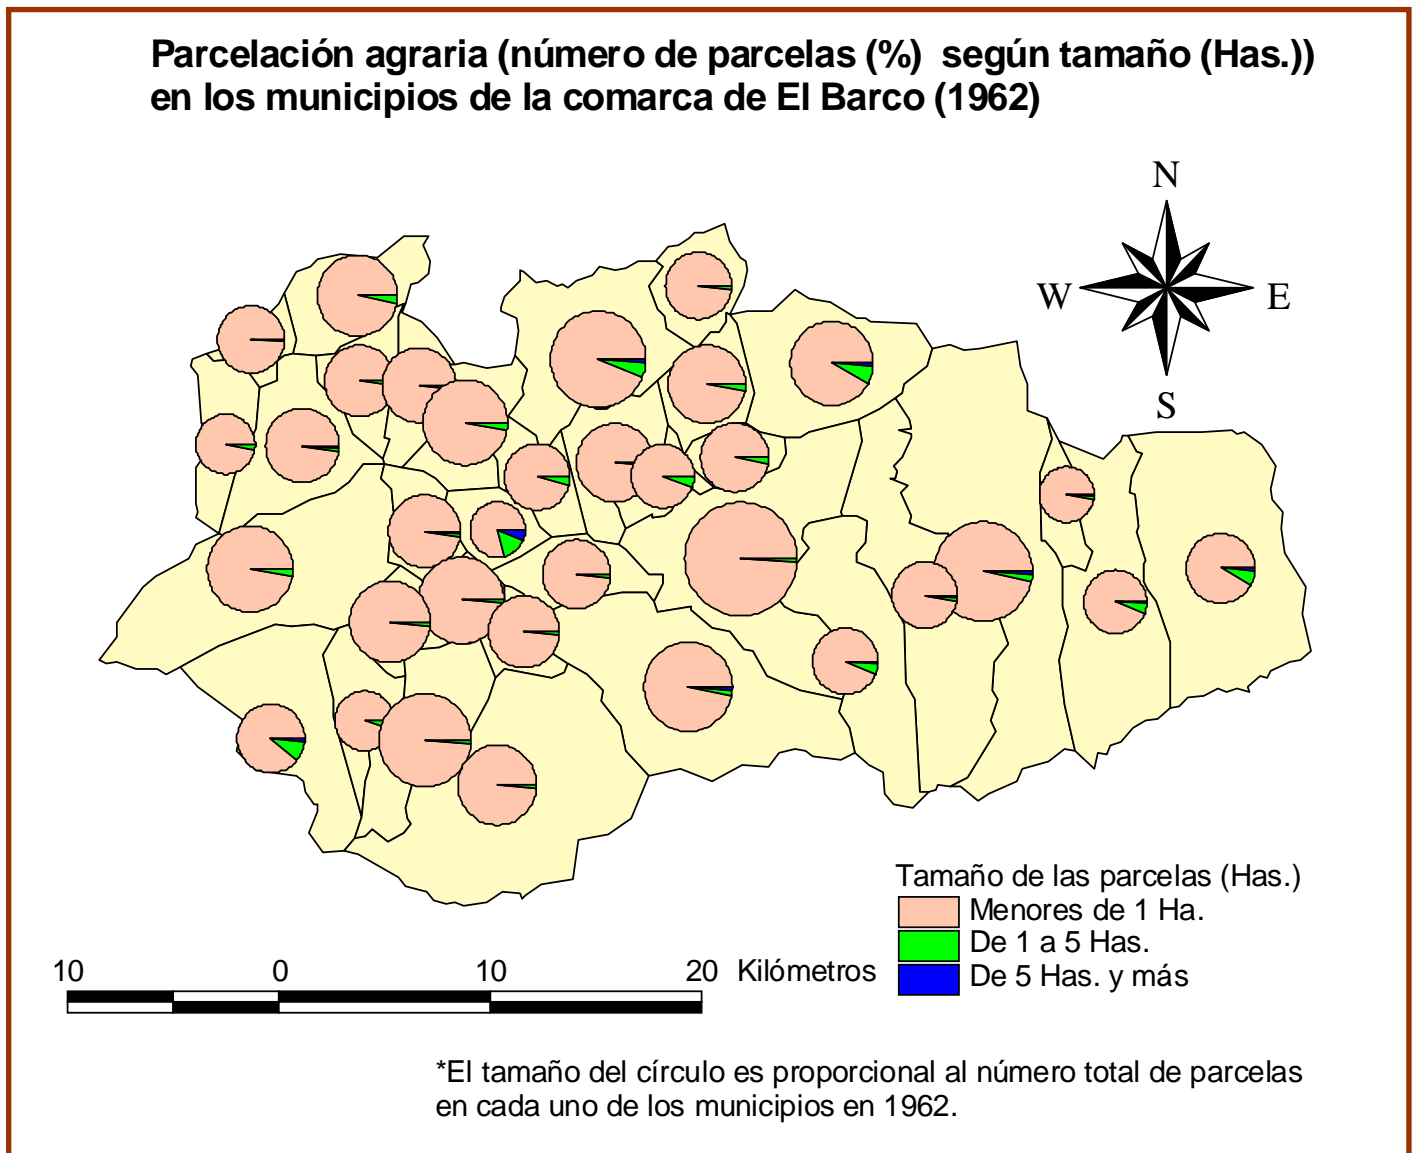 Parcelación agraria (número de parcelas (%) según tamaño (Has.))
en los municipios de la comarca de El Barco (1962)
N
W
E
S
Tamaño de las parcelas (Has.)
Menores de 1 Ha.
De 1 a 5 Has.
De 5 Has. y más
10 0 10 20 Kilómetros
*El tamaño del círculo es proporcional al número total de parcelas
en cada uno de los municipios en 1962.